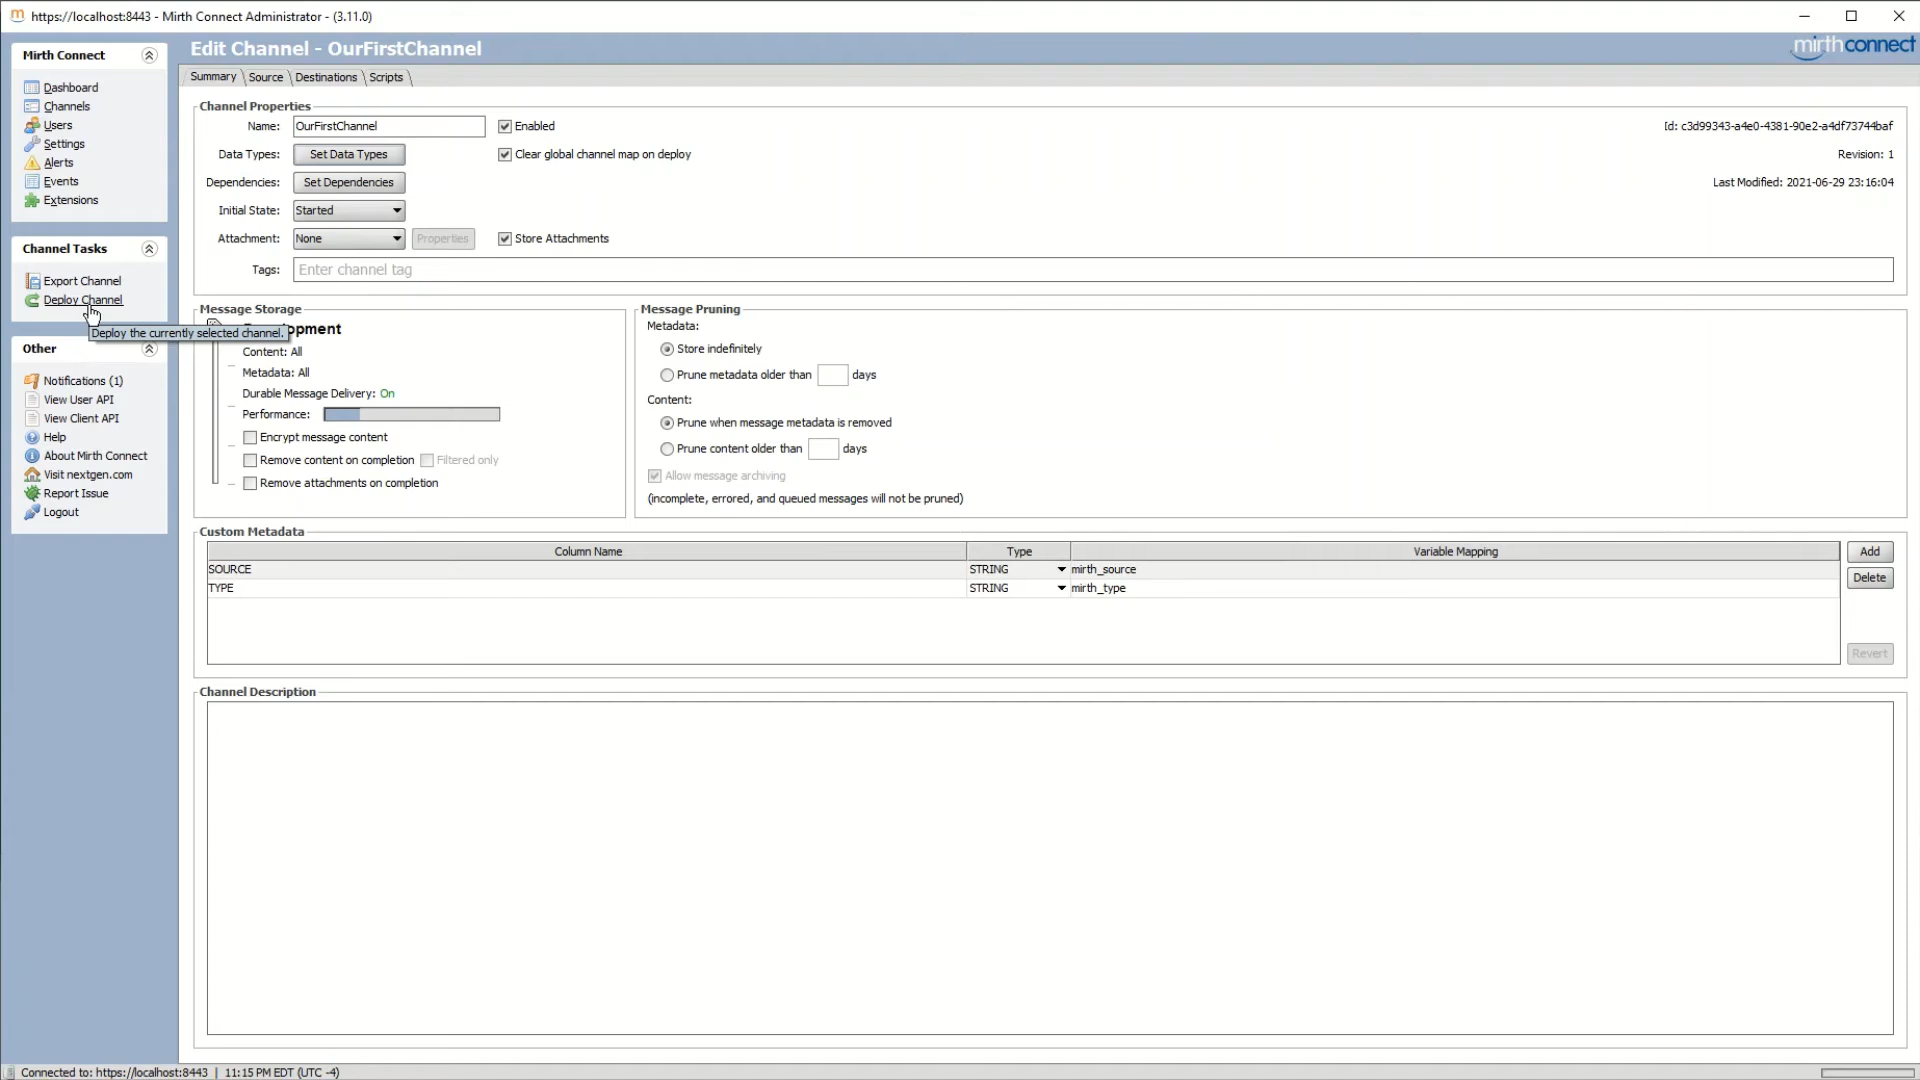 https://localhost:8443 - Mirth Connect Administrator - (3.11.0)
Mirth Connect
Dashboard
Channels
Users
Settings
Alerts
Events
Extensions
Channel Tasks
Export Channel
Deploy Channel
Deploy the currently selected channel.
Other
Notifications (1)
View User API
View Client API
Help
About Mirth Connect
Visit nextgen.com
Report Issue
Logout
Edit Channel - OurFirstChannel
mirthconnect
Summary Source Destinations Scripts
Channel Properties
Name: OurFirstChannel Enabled Id: c3d99343-a4e0-4381-90e2-a4df73744baf
Data Types: Set Data Types Clear global channel map on deploy Revision: 1
Dependencies: Set Dependencies Last Modified: 2021-06-29 23:16:04
Initial State: Started
Attachment: None Properties Store Attachments
Tags: Enter channel tag
Message Storage
opment
Content: All
Metadata: All
Durable Message Delivery: On
Performance:
Encrypt message content
Remove content on completion Filtered only
Remove attachments on completion
Message Pruning
Metadata:
Store indefinitely
Prune metadata older than days
Content:
Prune when message metadata is removed
Prune content older than days
Allow message archiving
(incomplete, errored, and queued messages will not be pruned)
Custom Metadata
Column Name Type Variable Mapping
SOURCE STRING mirth_source
TYPE STRING mirth_type
Add
Delete
Revert
Channel Description
Connected to: https://localhost:8443 | 11:15 PM EDT (UTC -4)